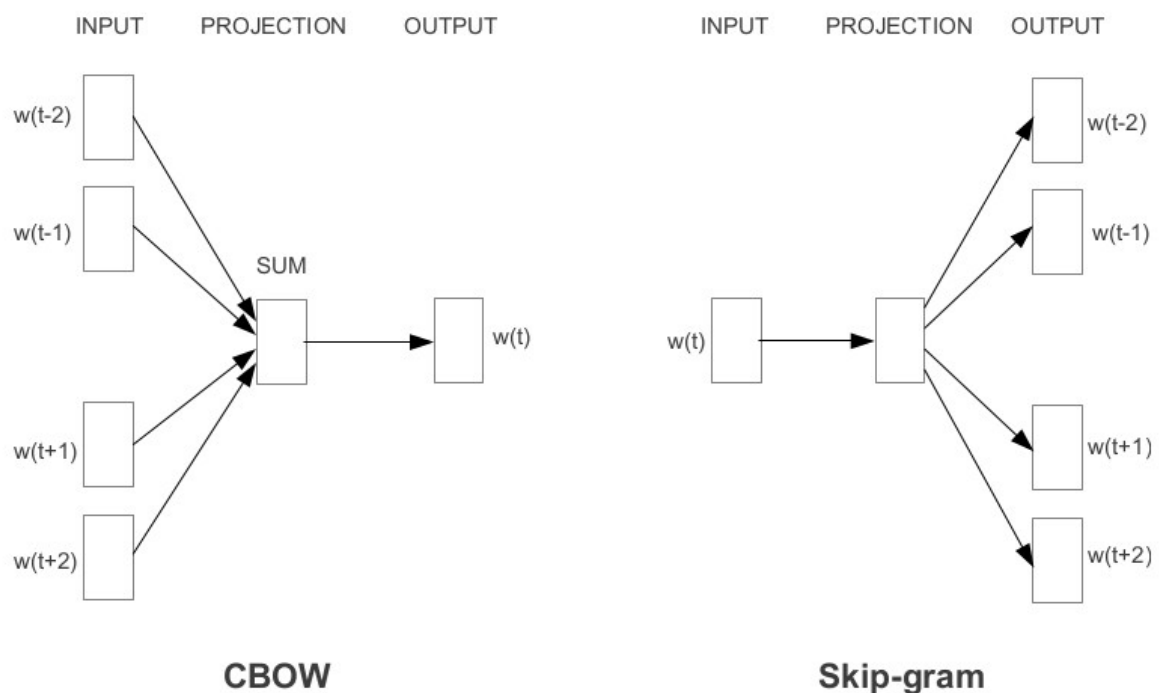 INPUT PROJECTION OUTPUT
w(t-2)
w(t-1)
SUM
w(t)
w(t+1)
w(t+2)
CBOW
INPUT PROJECTION OUTPUT
w(t-2)
w(t-1)
w(t)
w(t+1)
w(t+2)
Skip-gram